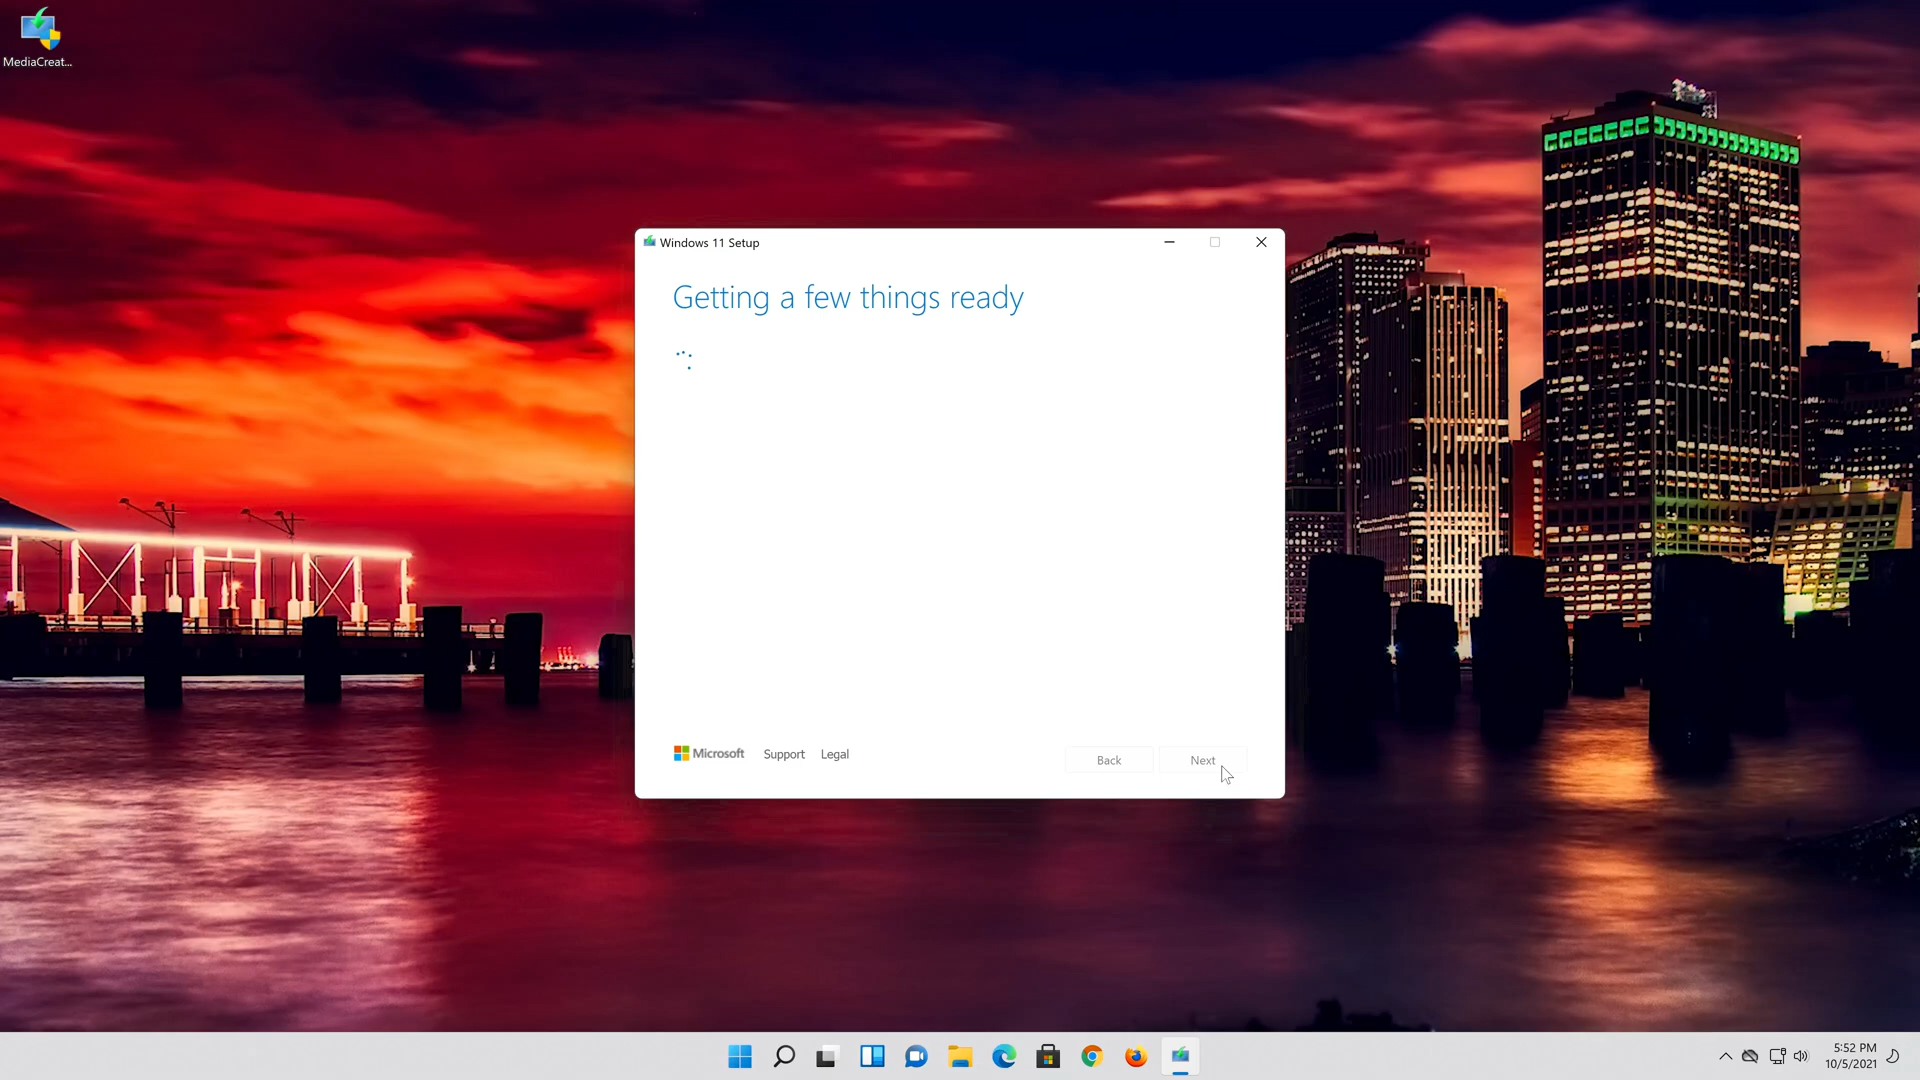 MediaCreat...
Windows 11 Setup
Getting a few things ready
Microsoft Support Legal
Back Next
5:52 PM
10/5/2021